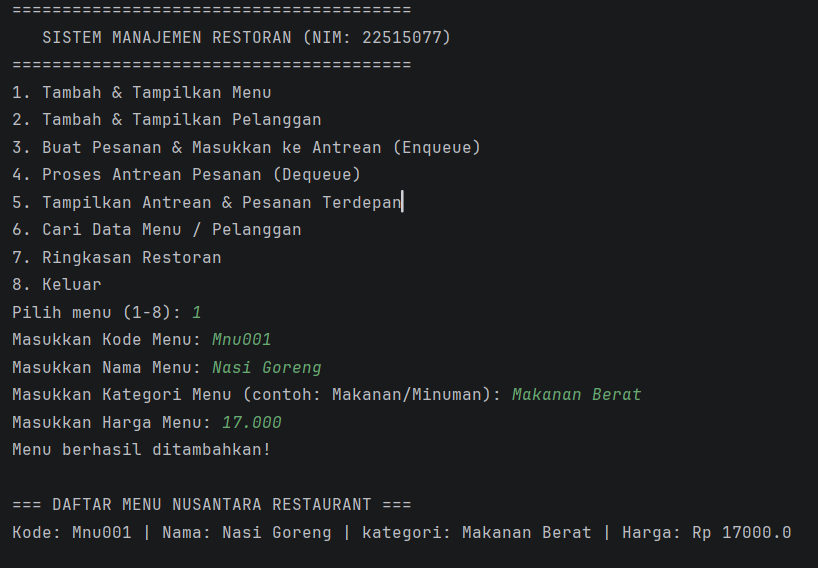 ========================================
   SISTEM MANAJEMEN RESTORAN (NIM: 22515077)
========================================
1. Tambah & Tampilkan Menu
2. Tambah & Tampilkan Pelanggan
3. Buat Pesanan & Masukkan ke Antrean (Enqueue)
4. Proses Antrean Pesanan (Dequeue)
5. Tampilkan Antrean & Pesanan Terdepan
6. Cari Data Menu / Pelanggan
7. Ringkasan Restoran
8. Keluar
Pilih menu (1-8): 1
Masukkan Kode Menu: Mnu001
Masukkan Nama Menu: Nasi Goreng
Masukkan Kategori Menu (contoh: Makanan/Minuman): Makanan Berat
Masukkan Harga Menu: 17.000
Menu berhasil ditambahkan!

=== DAFTAR MENU NUSANTARA RESTAURANT ===
Kode: Mnu001 | Nama: Nasi Goreng | kategori: Makanan Berat | Harga: Rp 17000.0